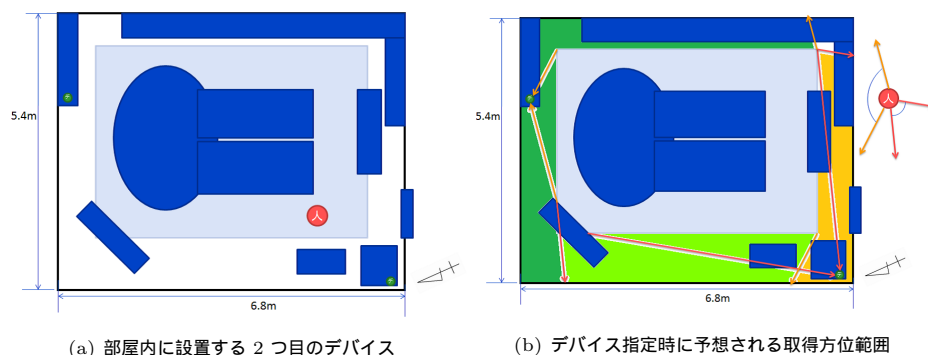 5.4m
人
6.8m
(a) 部屋内に設置する 2 つ目のデバイス
5.4m
人
6.8m
(b) デバイス指定時に予想される取得方位範囲